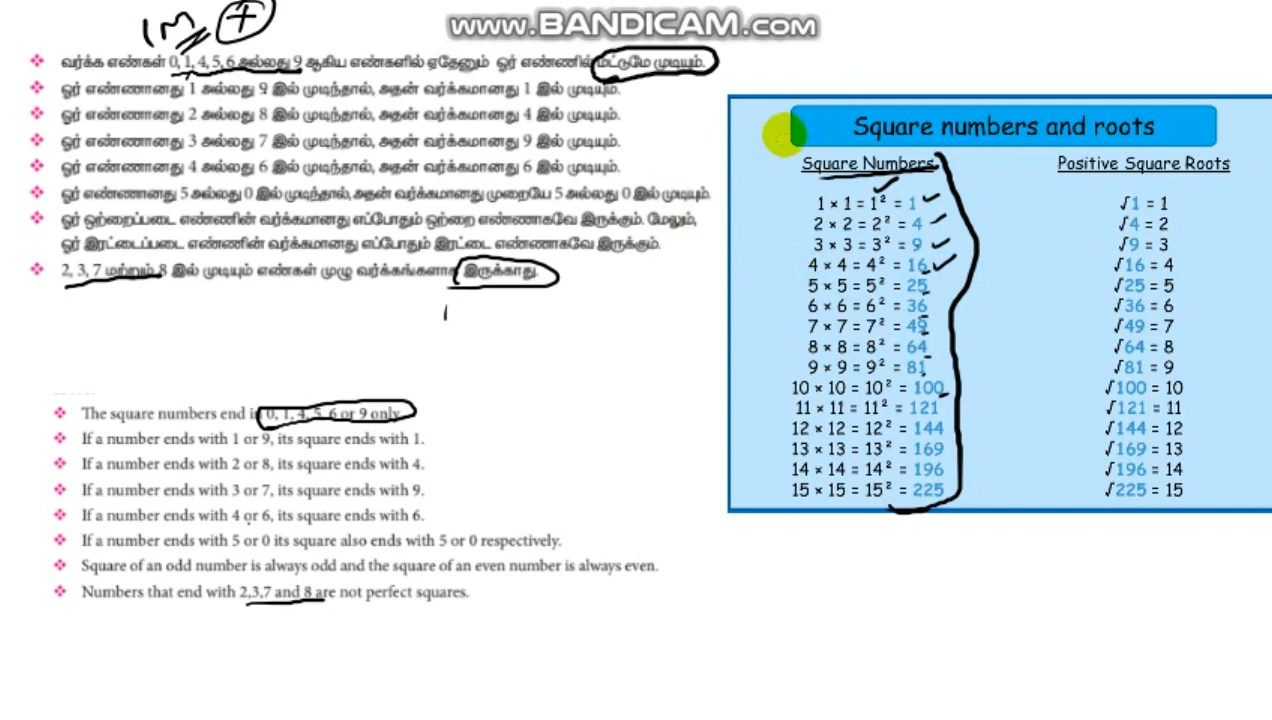 www.BANDICAM.com
1M
+
❖ வர்க்க எண்கள் 0, 1, 4, 5, 6 அல்லது 9 ஆகிய எண்களில் ஏதேனும் ஓர் எண்ணில் மட்டுமே முடியும்.
❖ ஓர் எண்ணானது 1 அல்லது 9 இல் முடிந்தால், அதன் வர்க்கமானது 1 இல் முடியும்.
❖ ஓர் எண்ணானது 2 அல்லது 8 இல் முடிந்தால், அதன் வர்க்கமானது 4 இல் முடியும்.
❖ ஓர் எண்ணானது 3 அல்லது 7 இல் முடிந்தால், அதன் வர்க்கமானது 9 இல் முடியும்.
❖ ஓர் எண்ணானது 4 அல்லது 6 இல் முடிந்தால், அதன் வர்க்கமானது 6 இல் முடியும்.
❖ ஓர் எண்ணானது 5 அல்லது 0 இல் முடிந்தால், அதன் வர்க்கமானது முறையே 5 அல்லது 0 இல் முடியும்.
❖ ஓர் ஒற்றைப்படை எண்ணின் வர்க்கமானது எப்போதும் ஒற்றை எண்ணாகவே இருக்கும். மேலும்,
ஓர் இரட்டைப்படை எண்ணின் வர்க்கமானது எப்போதும் இரட்டை எண்ணாகவே இருக்கும்.
❖ 2, 3, 7 மற்றும் 8 இல் முடியும் எண்கள் முழு வர்க்கங்களாக இருக்காது.
❖ The square numbers end in 0, 1, 4, 5, 6 or 9 only.
❖ If a number ends with 1 or 9, its square ends with 1.
❖ If a number ends with 2 or 8, its square ends with 4.
❖ If a number ends with 3 or 7, its square ends with 9.
❖ If a number ends with 4 or 6, its square ends with 6.
❖ If a number ends with 5 or 0 its square also ends with 5 or 0 respectively.
❖ Square of an odd number is always odd and the square of an even number is always even.
❖ Numbers that end with 2,3,7 and 8 are not perfect squares.
Square numbers and roots
Square Numbers Positive Square Roots
1 × 1 = 1² = 1 √1 = 1
2 × 2 = 2² = 4 √4 = 2
3 × 3 = 3² = 9 √9 = 3
4 × 4 = 4² = 16 √16 = 4
5 × 5 = 5² = 25 √25 = 5
6 × 6 = 6² = 36 √36 = 6
7 × 7 = 7² = 49 √49 = 7
8 × 8 = 8² = 64 √64 = 8
9 × 9 = 9² = 81 √81 = 9
10 × 10 = 10² = 100 √100 = 10
11 × 11 = 11² = 121 √121 = 11
12 × 12 = 12² = 144 √144 = 12
13 × 13 = 13² = 169 √169 = 13
14 × 14 = 14² = 196 √196 = 14
15 × 15 = 15² = 225 √225 = 15